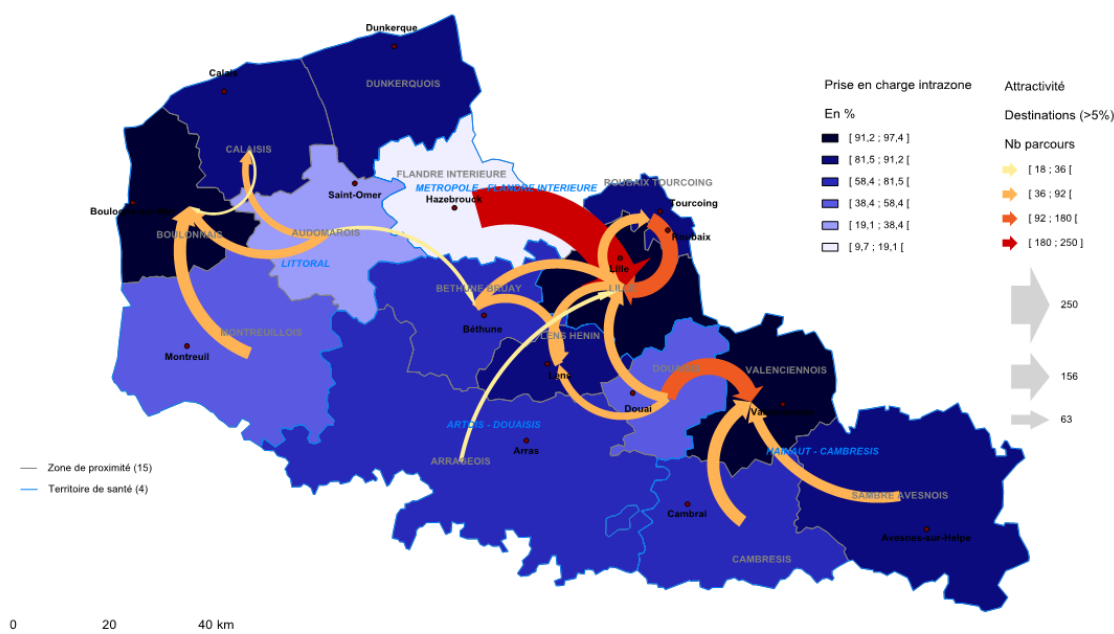 Dunkerque
Calais
DUNKERQUOIS
CALAISIS
FLANDRE INTERIEURE
METROPOLE - FLANDRE INTERIEURE
ROUBAIX TOURCOING
Saint-Omer
Hazebrouck
Tourcoing
Roubaix
BOULONNAIS
AUDOMAROIS
LITTORAL
Lille
LILLE
BETHUNE BRUAY
Béthune
LENS HENIN
MONTREUILLOIS
Montreuil
Lens
DOUAISIS
Douai
VALENCIENNOIS
Valenciennes
ARTOIS - DOUAISIS
Arras
ARRAGEOIS
HAINAUT - CAMBRESIS
SAMBRE AVESNOIS
Cambrai
CAMBRESIS
Avesnes-sur-Helpe
Prise en charge intrazone
En %
[ 91,2 ; 97,4 ]
[ 81,5 ; 91,2 [
[ 58,4 ; 81,5 [
[ 38,4 ; 58,4 [
[ 19,1 ; 38,4 [
[ 9,7 ; 19,1 [
Attractivité
Destinations (>5%)
Nb parcours
[ 18 ; 36 [
[ 36 ; 92 [
[ 92 ; 180 [
[ 180 ; 250 ]
250
156
63
Zone de proximité (15)
Territoire de santé (4)
0 20 40 km